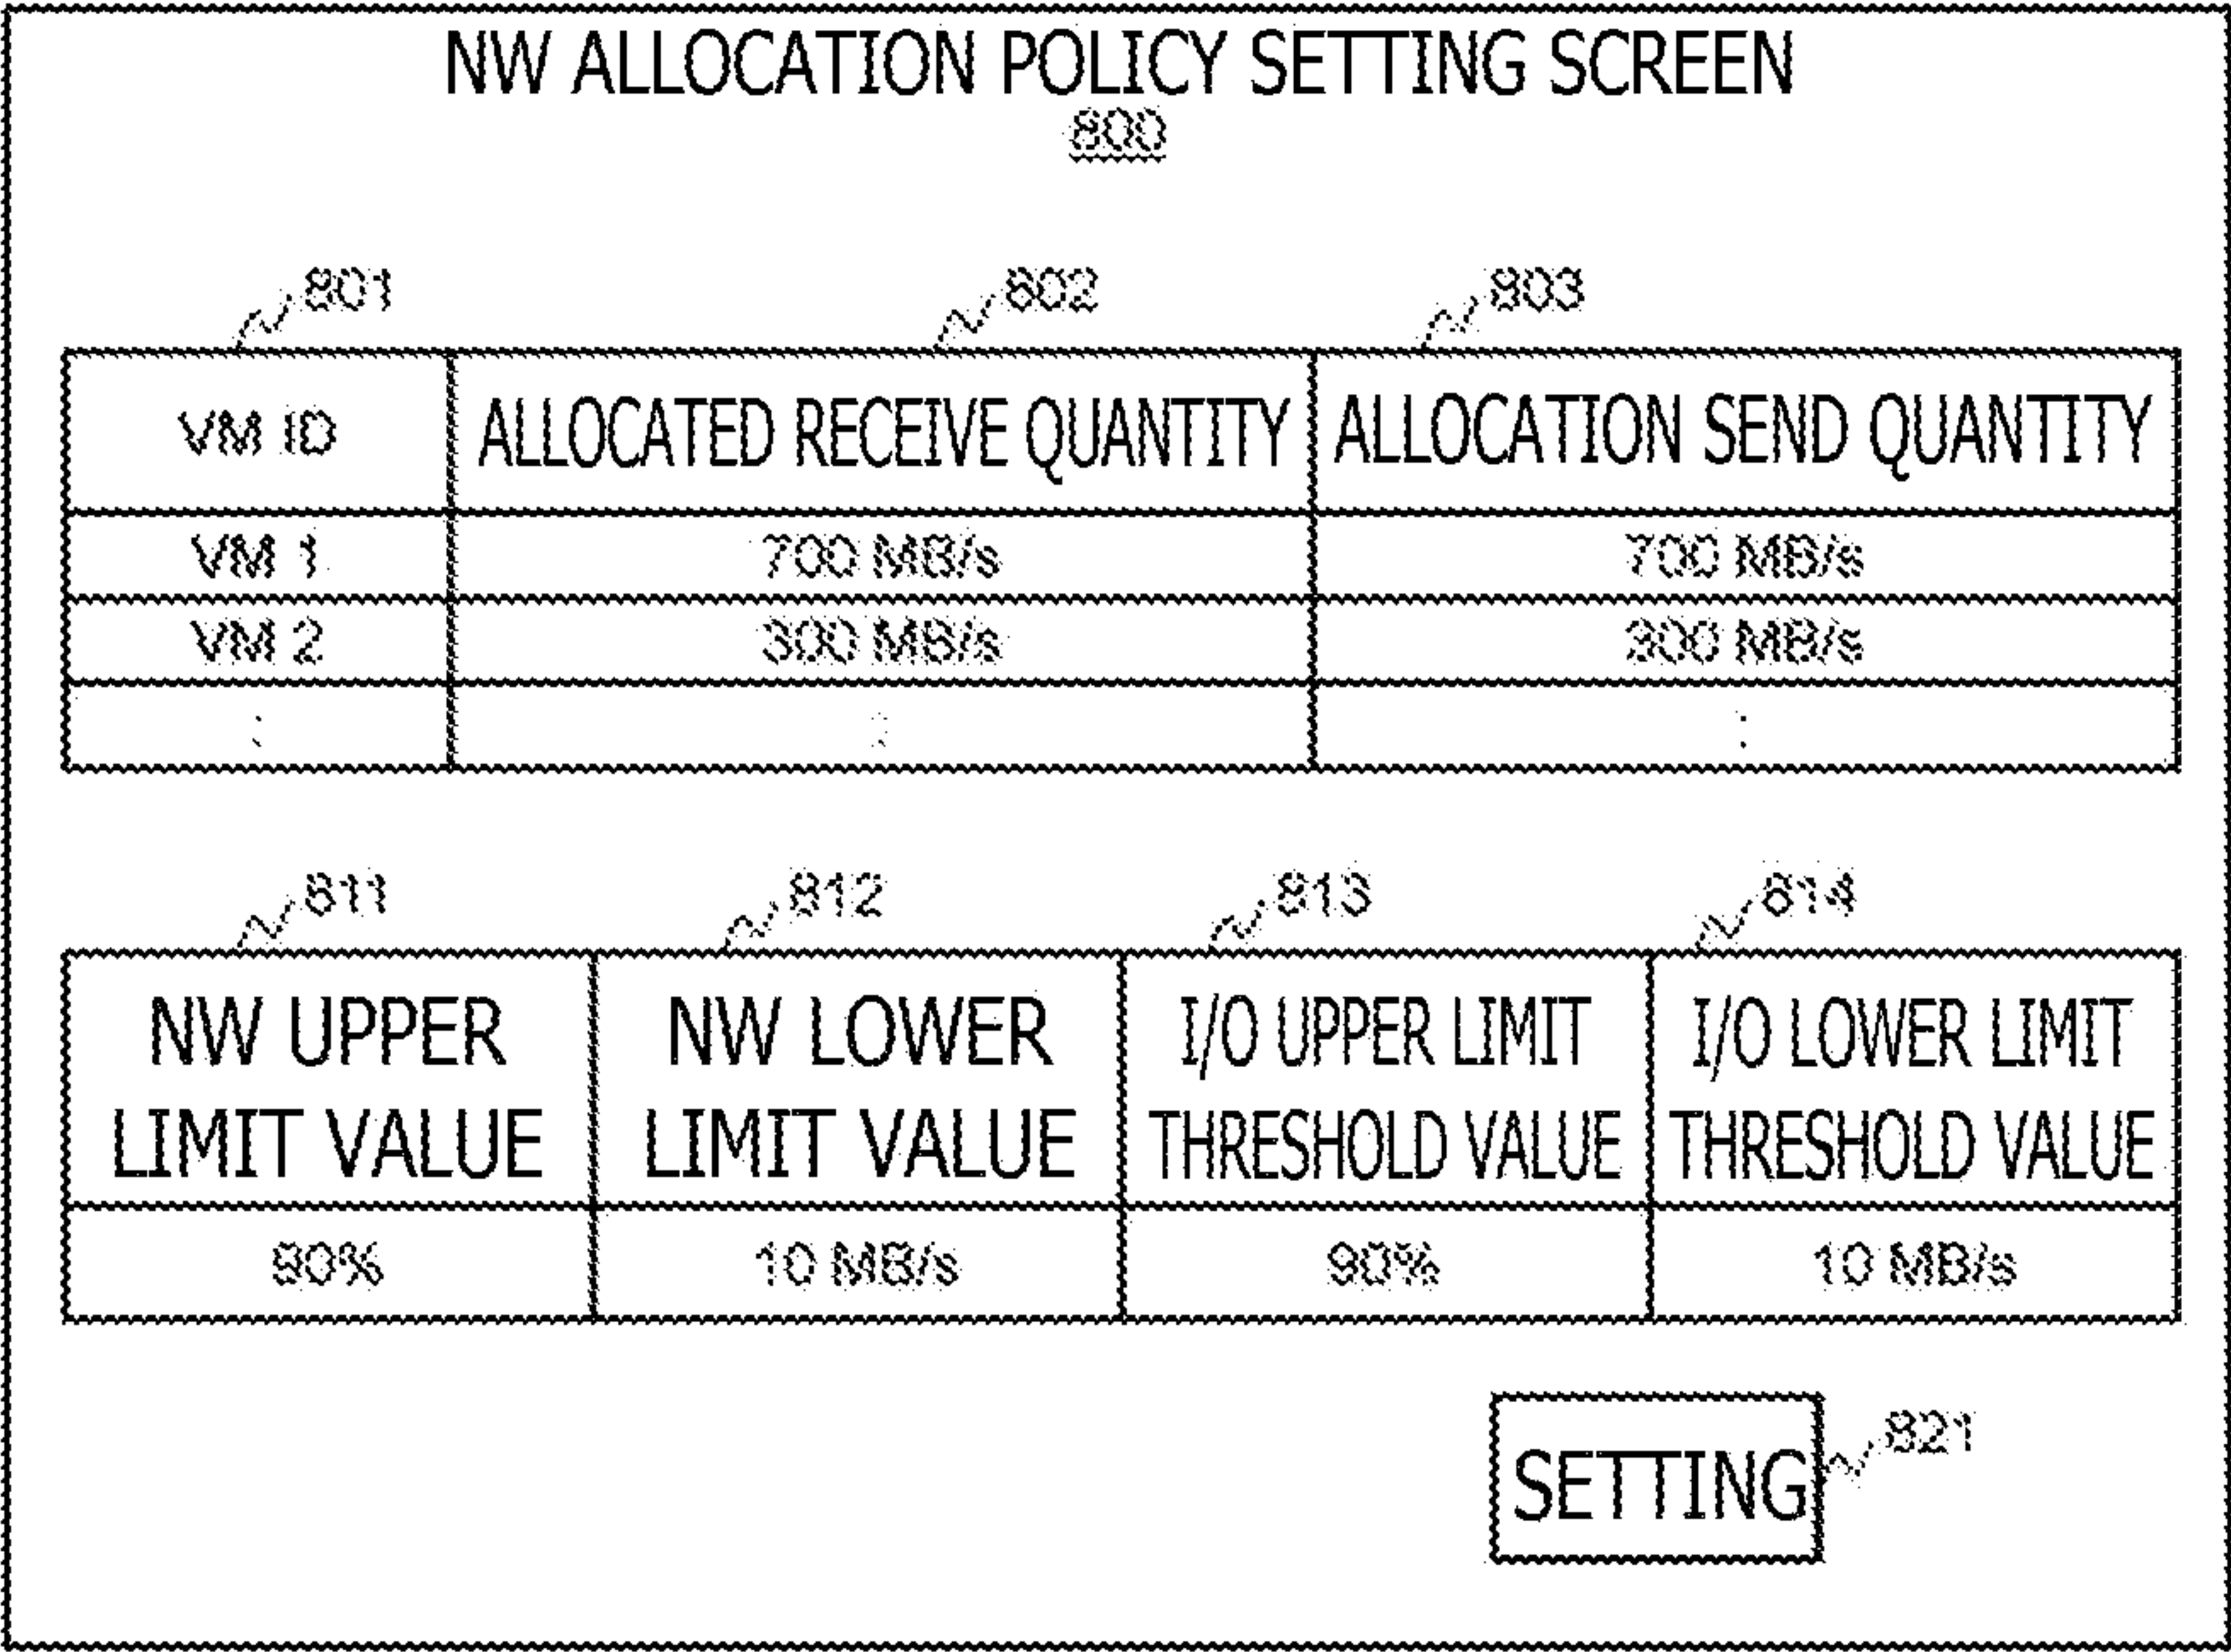 NW ALLOCATION POLICY SETTING SCREEN
800
801 802 803
VM ID ALLOCATED RECEIVE QUANTITY ALLOCATION SEND QUANTITY
VM 1 700 MB/s 700 MB/s
VM 2 300 MB/s 300 MB/s
: : :
811 812 813 814
NW UPPER NW LOWER I/O UPPER LIMIT I/O LOWER LIMIT
LIMIT VALUE LIMIT VALUE THRESHOLD VALUE THRESHOLD VALUE
90% 10 MB/s 90% 10 MB/s
SETTING 821